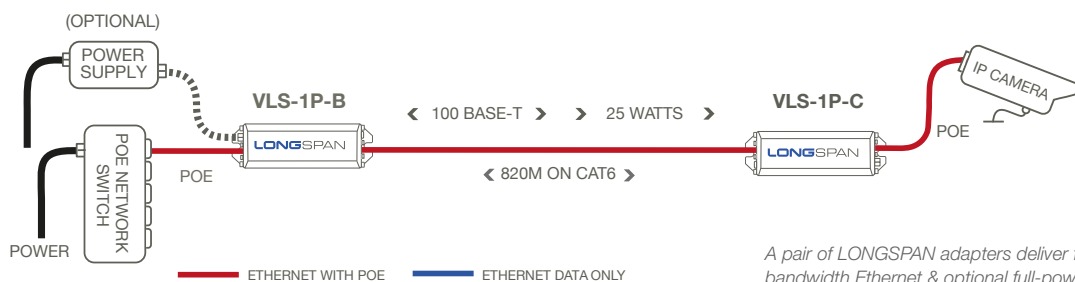 (OPTIONAL)
POWER
SUPPLY
VLS-1P-B
100 BASE-T
25 WATTS
VLS-1P-C
IP CAMERA
LONGSPAN
LONGSPAN
POE
POE NETWORK
SWITCH
POE
820M ON CAT6
POWER
ETHERNET WITH POE
ETHERNET DATA ONLY
A pair of LONGSPAN adapters deliver
bandwidth Ethernet & optional full-pow